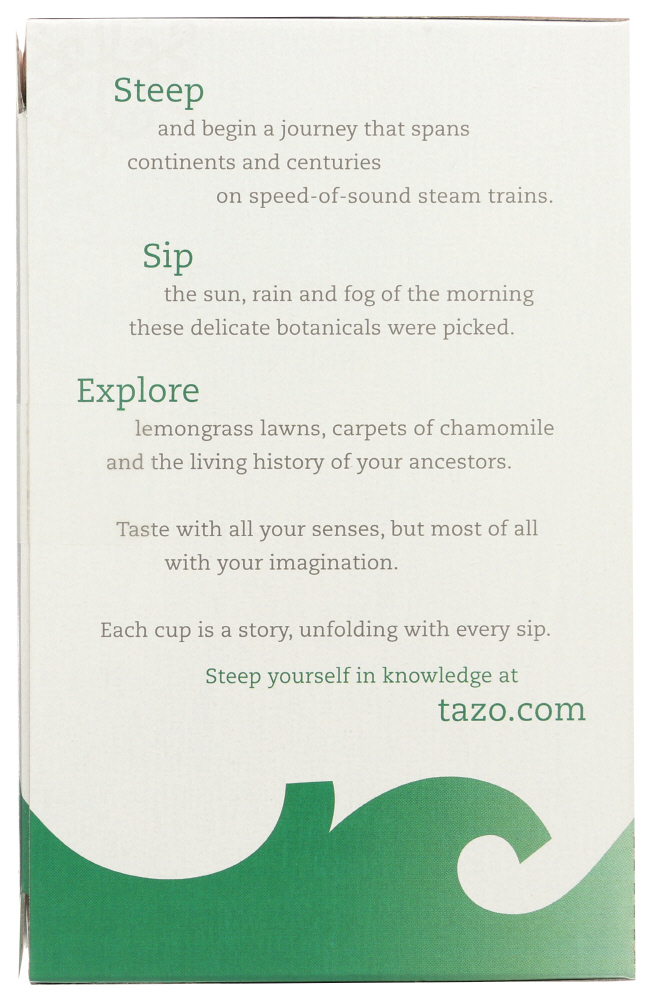 Steep
and begin a journey that spans
continents and centuries
on speed-of-sound steam trains.
Sip
the sun, rain and fog of the morning
these delicate botanicals were picked.
Explore
lemongrass lawns, carpets of chamomile
and the living history of your ancestors.
Taste with all your senses, but most of all
with your imagination.
Each cup is a story, unfolding with every sip.
Steep yourself in knowledge at
tazo.com